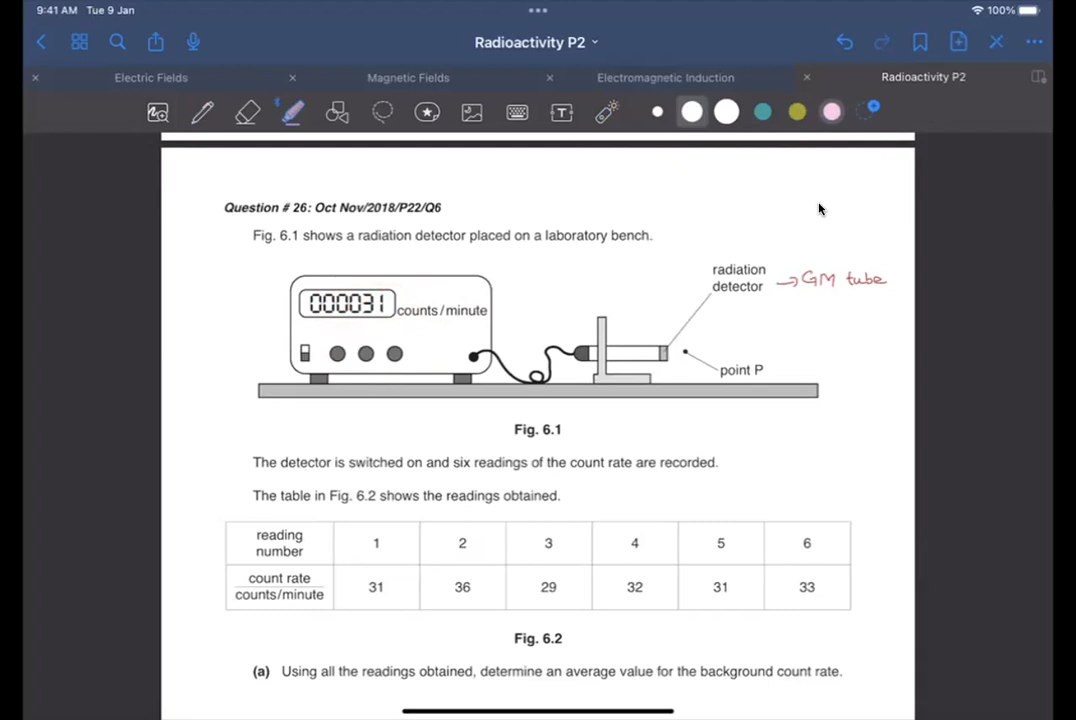 9:41 AM Tue 9 Jan
100%
Radioactivity P2
Electric Fields
Magnetic Fields
Electromagnetic Induction
Radioactivity P2
Question # 26: Oct Nov/2018/P22/Q6
Fig. 6.1 shows a radiation detector placed on a laboratory bench.
radiation
detector
→ GM tube
000031
counts/minute
point P
Fig. 6.1
The detector is switched on and six readings of the count rate are recorded.
The table in Fig. 6.2 shows the readings obtained.
reading
number
1 2 3 4 5 6
count rate
counts/minute
31 36 29 32 31 33
Fig. 6.2
(a) Using all the readings obtained, determine an average value for the background count rate.